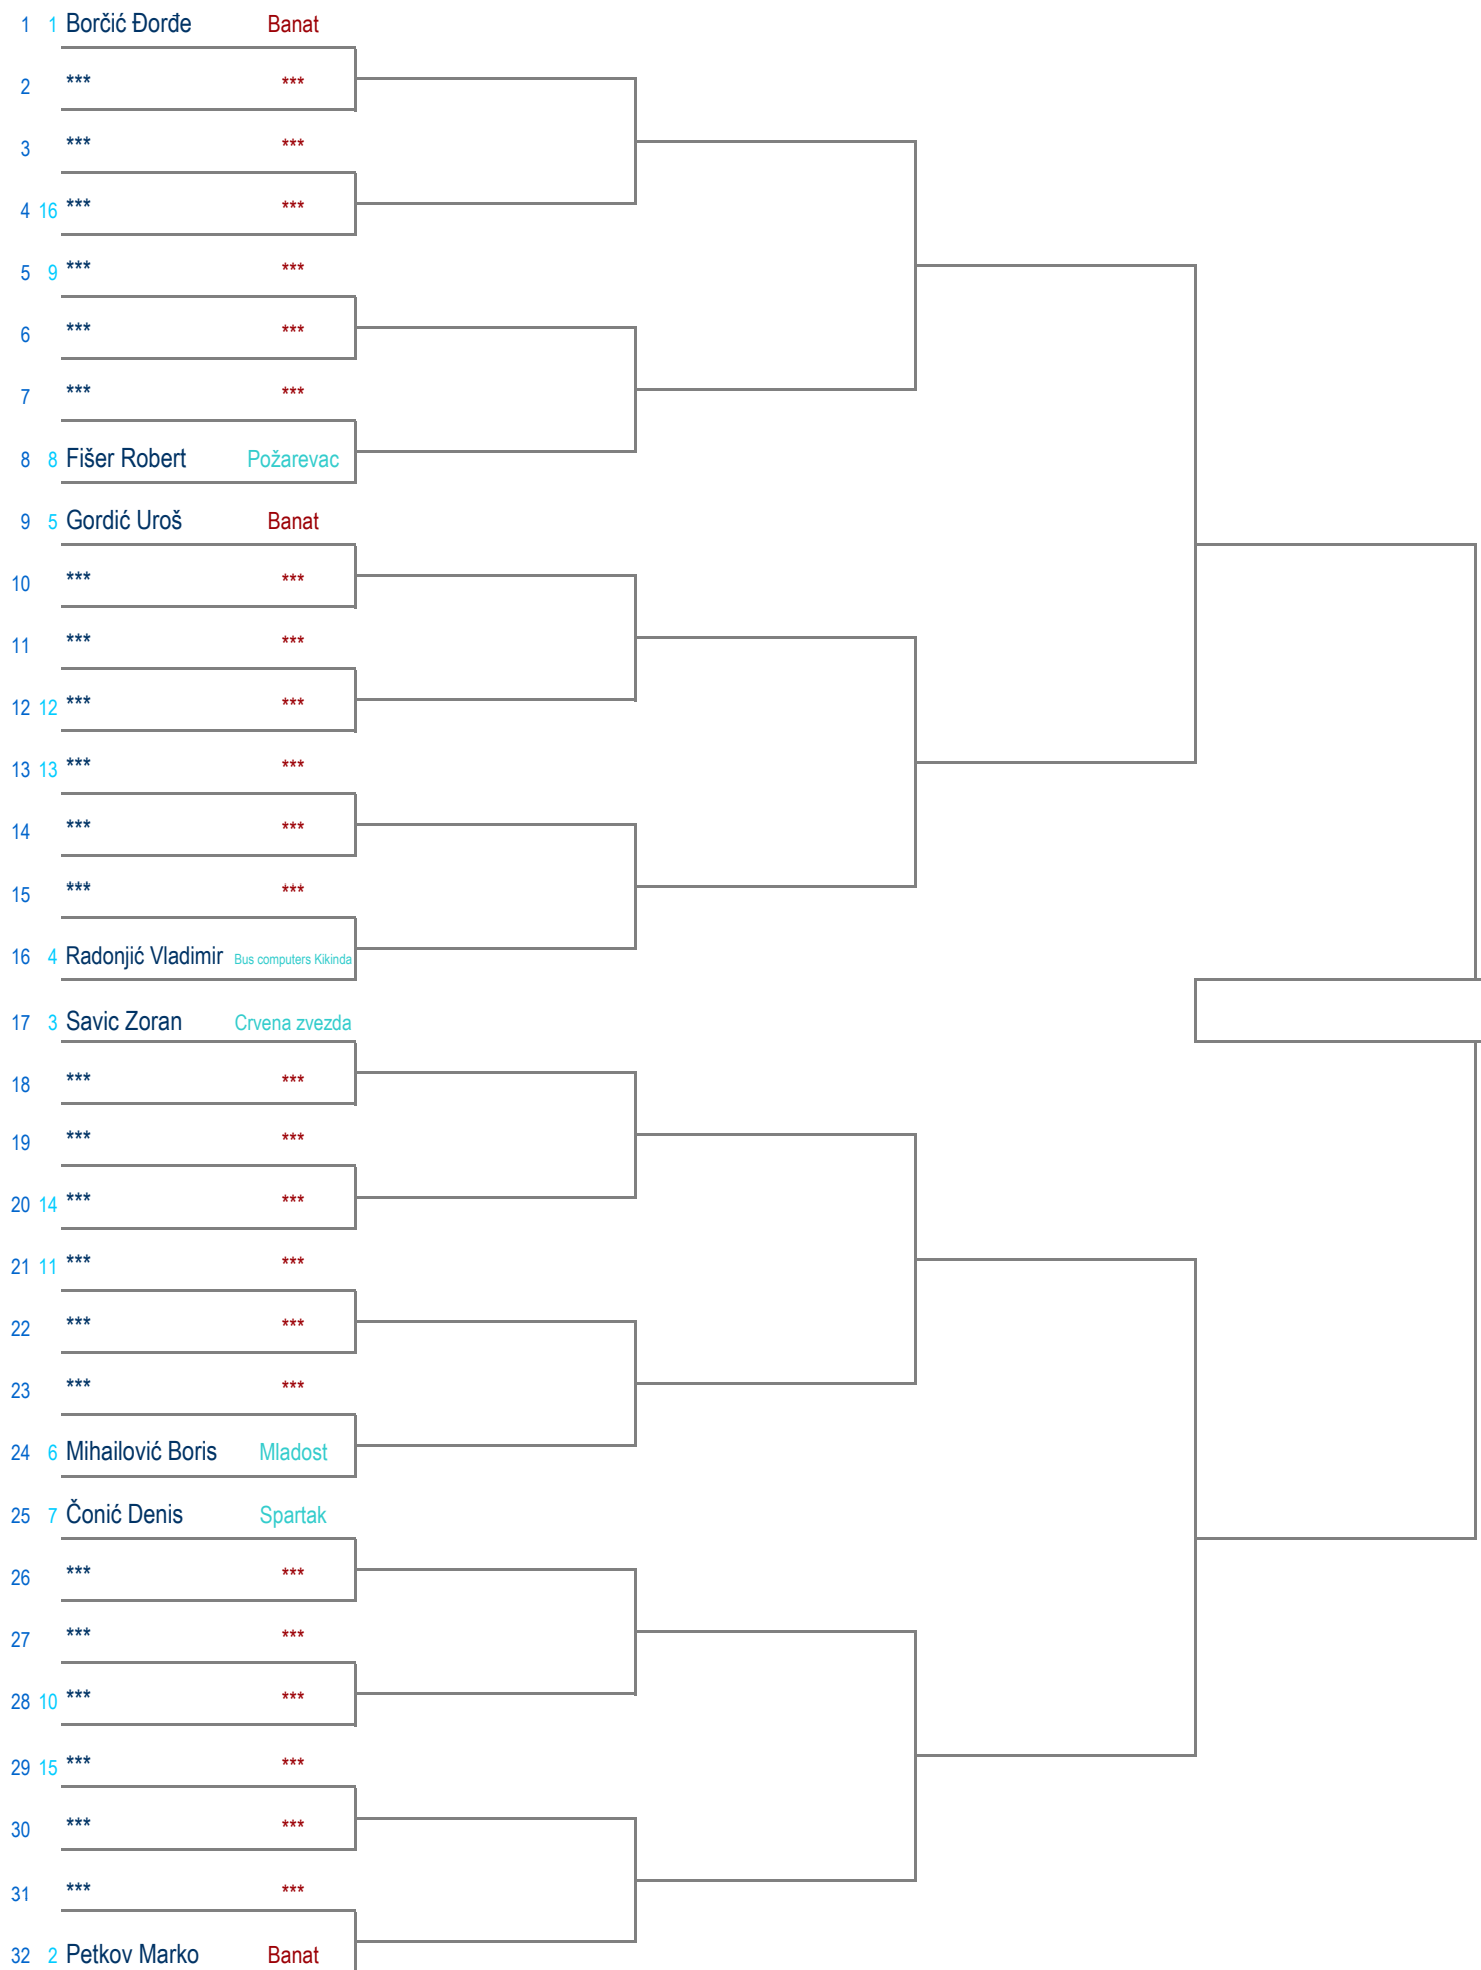 1 1 Borčić Đorđe Banat
2 *** ***
3 *** ***
4 16 *** ***
5 9 *** ***
6 *** ***
7 *** ***
8 8 Fišer Robert Požarevac
9 5 Gordić Uroš Banat
10 *** ***
11 *** ***
12 12 *** ***
13 13 *** ***
14 *** ***
15 *** ***
16 4 Radonjić Vladimir Bus computers Kikinda
17 3 Savic Zoran Crvena zvezda
18 *** ***
19 *** ***
20 14 *** ***
21 11 *** ***
22 *** ***
23 *** ***
24 6 Mihailović Boris Mladost
25 7 Čonić Denis Spartak
26 *** ***
27 *** ***
28 10 *** ***
29 15 *** ***
30 *** ***
31 *** ***
32 2 Petkov Marko Banat